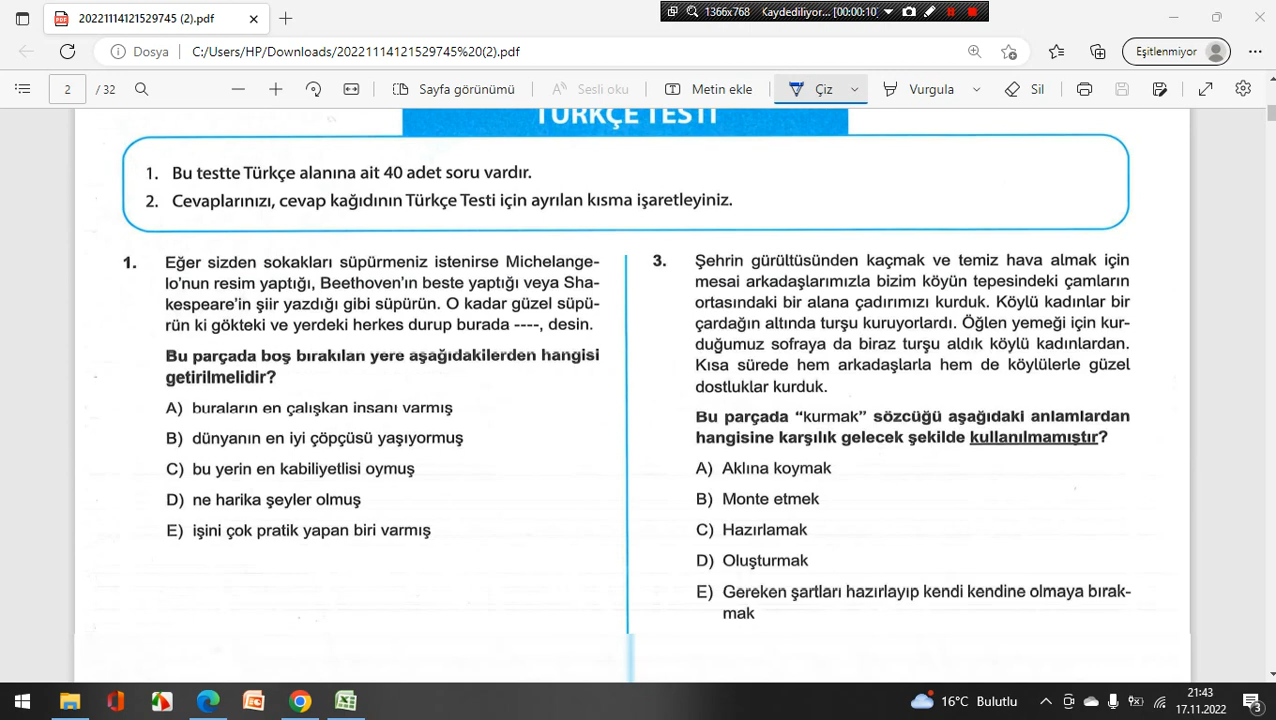 20221114121529745 (2).pdf
1366x768 Kaydediliyor... [00:00:10]
Dosya C:/Users/HP/Downloads/20221114121529745%20(2).pdf
Eşitlenmiyor
2 / 32
Sayfa görünümü
Sesli oku
Metin ekle
Çiz
Vurgula
Sil
TÜRKÇE TESTİ
1. Bu testte Türkçe alanına ait 40 adet soru vardır.
2. Cevaplarınızı, cevap kağıdının Türkçe Testi için ayrılan kısma işaretleyiniz.
1. Eğer sizden sokakları süpürmeniz istenirse Michelange-
lo'nun resim yaptığı, Beethoven'in beste yaptığı veya Sha-
kespeare'in şiir yazdığı gibi süpürün. O kadar güzel süpü-
rün ki gökteki ve yerdeki herkes durup burada ----, desin.
Bu parçada boş bırakılan yere aşağıdakilerden hangisi
getirilmelidir?
A) buraların en çalışkan insanı varmış
B) dünyanın en iyi çöpçüsü yaşıyormuş
C) bu yerin en kabiliyetlisi oymuş
D) ne harika şeyler olmuş
E) işini çok pratik yapan biri varmış
3. Şehrin gürültüsünden kaçmak ve temiz hava almak için
mesai arkadaşlarımızla bizim köyün tepesindeki çamların
ortasındaki bir alana çadırımızı kurduk. Köylü kadınlar bir
çardağın altında turşu kuruyorlardı. Öğlen yemeği için kur-
duğumuz sofraya da biraz turşu aldık köylü kadınlardan.
Kısa sürede hem arkadaşlarla hem de köylülerle güzel
dostluklar kurduk.
Bu parçada "kurmak" sözcüğü aşağıdaki anlamlardan
hangisine karşılık gelecek şekilde kullanılmamıştır?
A) Aklına koymak
B) Monte etmek
C) Hazırlamak
D) Oluşturmak
E) Gereken şartları hazırlayıp kendi kendine olmaya bırak-
mak
16°C Bulutlu
21:43
17.11.2022
3